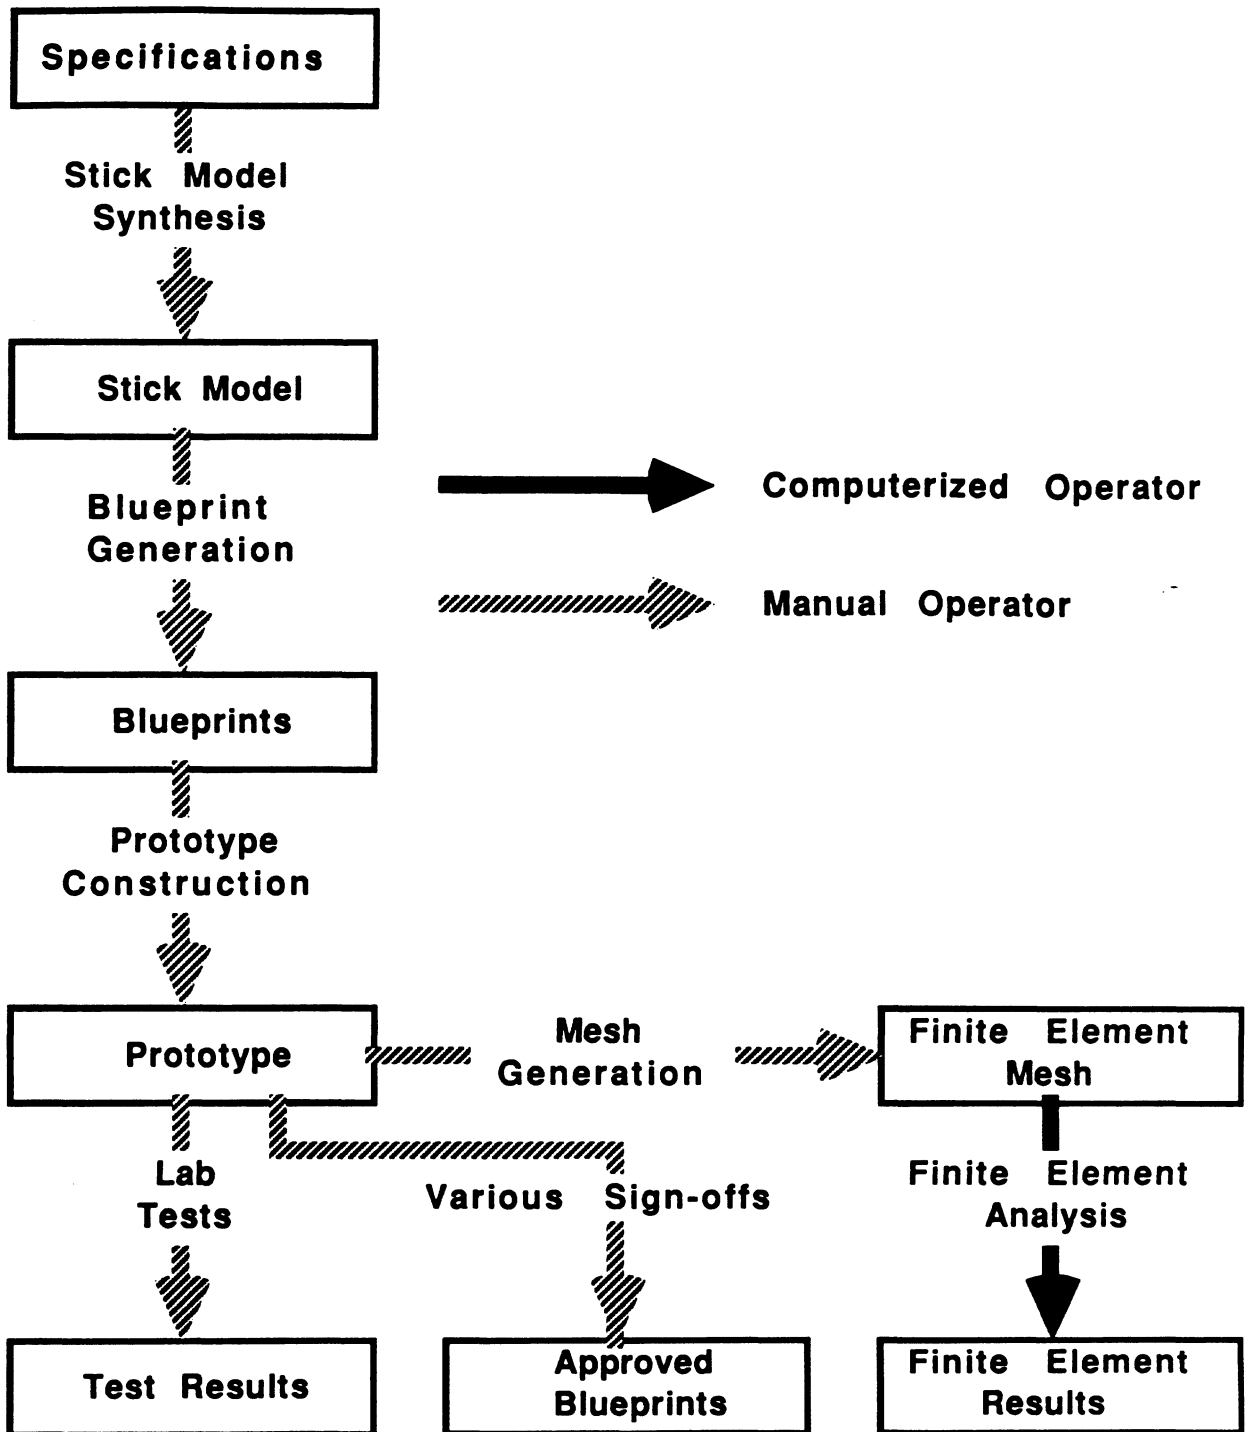 Specifications
Stick Model
Synthesis
Stick Model
Blueprint
Generation
Computerized Operator
Manual Operator
Blueprints
Prototype
Construction
Prototype
Mesh
Generation
Finite Element
Mesh
Lab
Tests
Various Sign-offs
Finite Element
Analysis
Test Results
Approved
Blueprints
Finite Element
Results